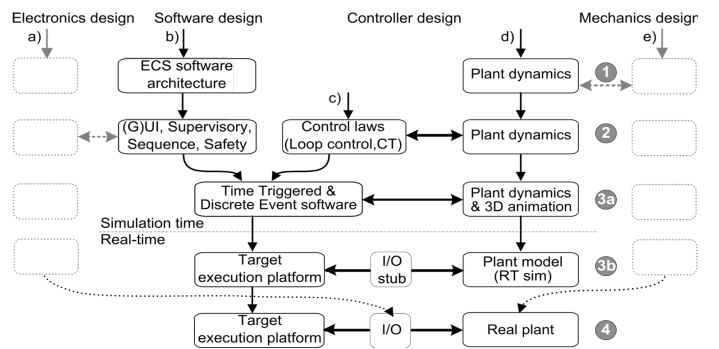 Electronics design Software design Controller design Mechanics design
a) b) d) e)
ECS software
architecture
Plant dynamics
1
c)
(G)UI, Supervisory,
Sequence, Safety
Control laws
(Loop control,CT)
Plant dynamics
2
Time Triggered &
Discrete Event software
Plant dynamics
& 3D animation
3a
Simulation time
Real-time
Target
execution platform
I/O
stub
Plant model
(RT sim)
3b
Target
execution platform
I/O
Real plant
4